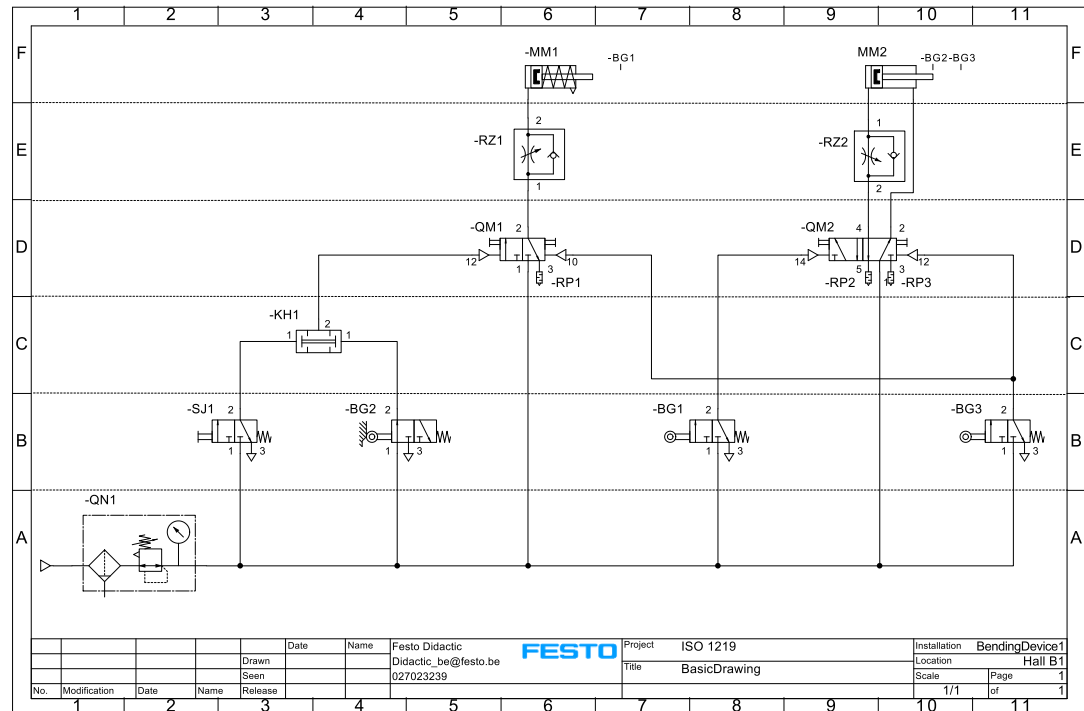 1 2 3 4 5 6 7 8 9 10 11
F F
-MM1 -BG1 MM2 -BG2-BG3
E E
2 1
-RZ1 -RZ2
1 2
D D
-QM1 2 -QM2 4 2
12 1 3 10 14 5 1 3 12
-RP1 -RP2 -RP3
C C
-KH1 2
1 1
B B
-SJ1 2 -BG2 2 -BG1 2 -BG3 2
1 3 1 3 1 3 1 3
A A
-QN1
Date Name Festo Didactic FESTO Project ISO 1219 Installation BendingDevice1
Drawn Didactic_be@festo.be Location Hall B1
Seen 027023239 Title BasicDrawing Scale Page 1
No. Modification Date Name Release 1/1 of 1
1 2 3 4 5 6 7 8 9 10 11